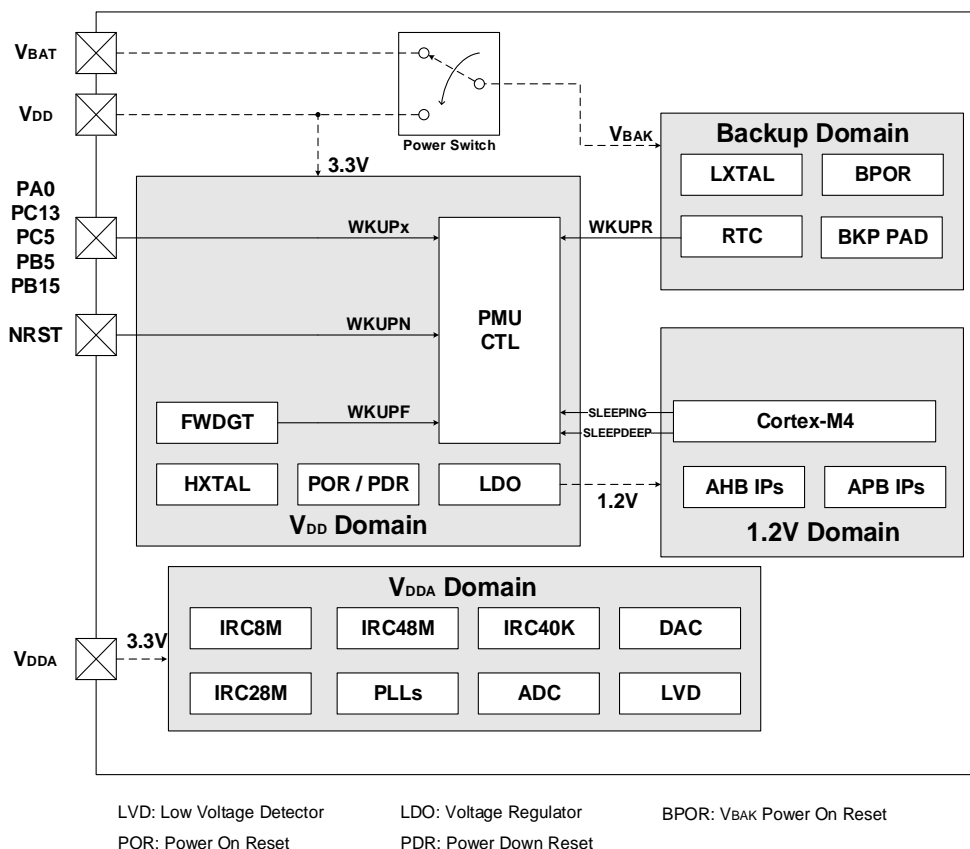 VBAT
VDD
Power Switch
3.3V
VBAK
Backup Domain
LXTAL
BPOR
RTC
BKP PAD
PA0
PC13
PC5
PB5
PB15
WKUPx
WKUPR
NRST
WKUPN
PMU
CTL
FWDGT
WKUPF
SLEEPING
SLEEPDEEP
Cortex-M4
HXTAL
POR / PDR
LDO
1.2V
AHB IPs
APB IPs
VDD Domain
1.2V Domain
VDDA Domain
VDDA
3.3V
IRC8M
IRC48M
IRC40K
DAC
IRC28M
PLLs
ADC
LVD
LVD: Low Voltage Detector
LDO: Voltage Regulator
BPOR: VBAK Power On Reset
POR: Power On Reset
PDR: Power Down Reset